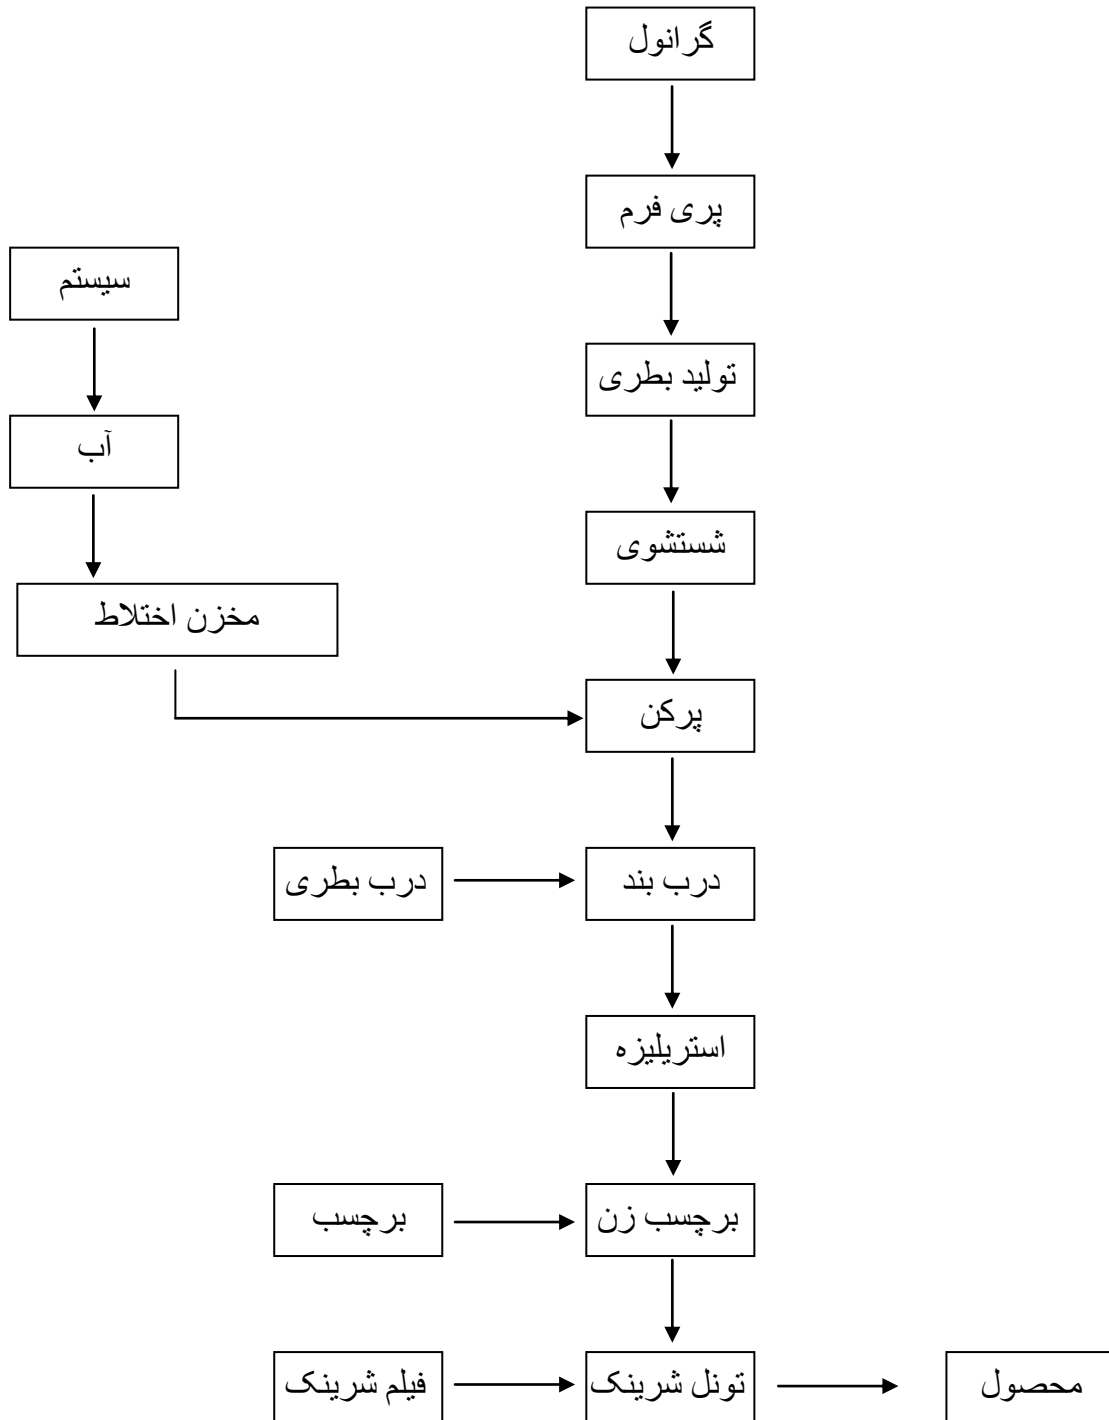 گرانول
پری فرم
سیستم
تولید بطری
آب
شستشوی
مخزن اختلاط
پرکن
درب بطری
درب بند
استریلیزه
برچسب
برچسب زن
فیلم شرینک
تونل شرینک
محصول